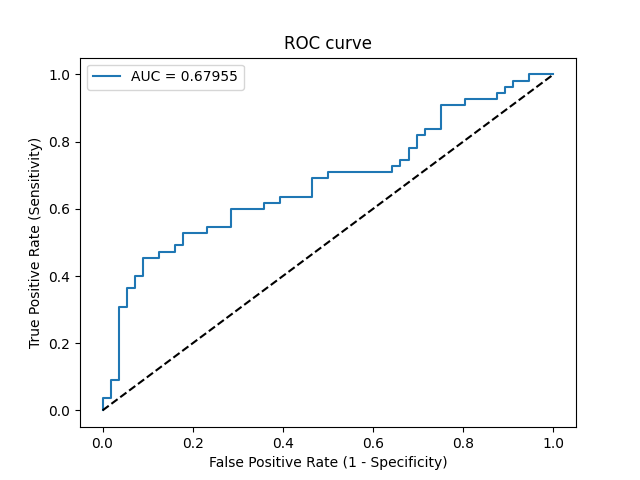 ROC curve
AUC = 0.67955
True Positive Rate (Sensitivity)
1.0
0.8
0.6
0.4
0.2
0.0
0.0 0.2 0.4 0.6 0.8 1.0
False Positive Rate (1 - Specificity)